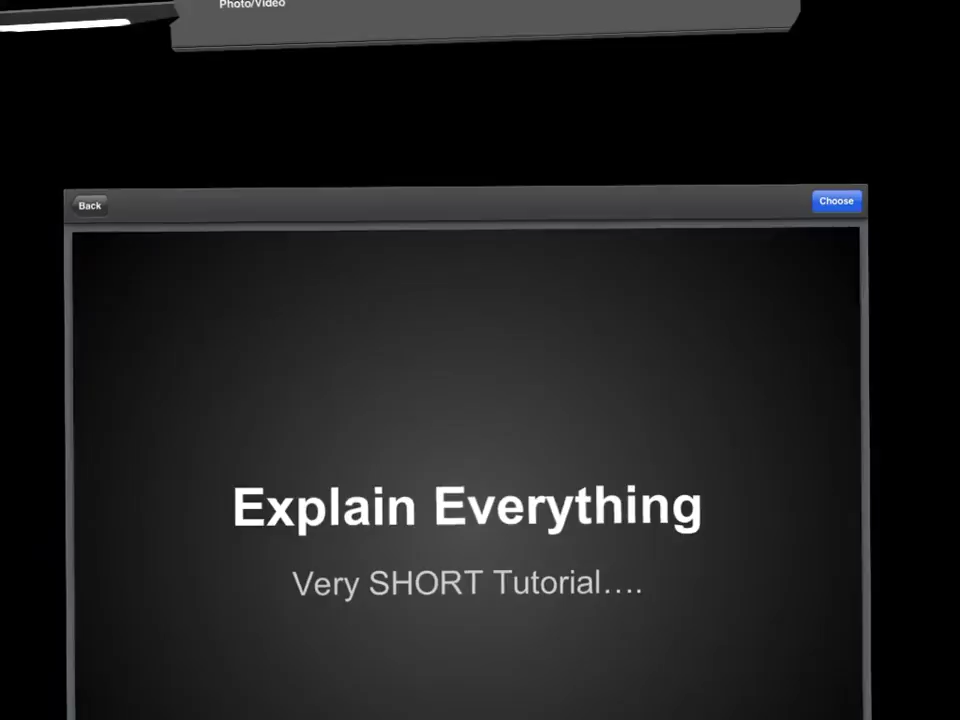 Photo/Video
Back
Choose
Explain Everything
Very SHORT Tutorial….